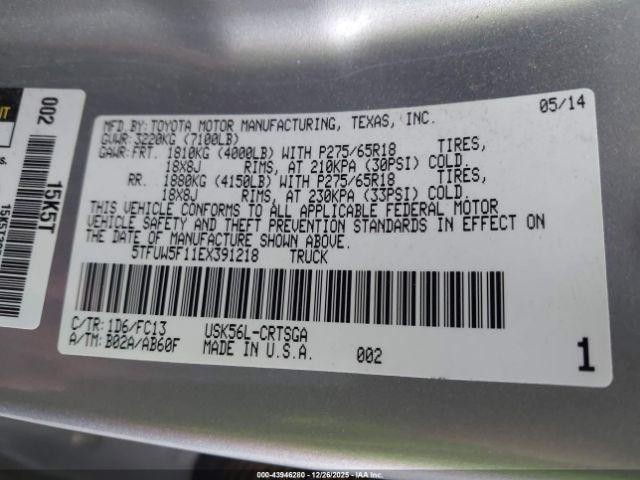 MFD.BY: TOYOTA MOTOR MANUFACTURING, TEXAS, INC. 05/14
GVWR: 3220KG (7100LB)
GAWR: FRT. 1810KG (4000LB) WITH P275/65R18 TIRES,
18X8J RIMS, AT 210KPA (30PSI) COLD.
RR. 1880KG (4150LB) WITH P275/65R18 TIRES,
18X8J RIMS, AT 230KPA (33PSI) COLD.
THIS VEHICLE CONFORMS TO ALL APPLICABLE FEDERAL MOTOR
VEHICLE SAFETY AND THEFT PREVENTION STANDARDS IN EFFECT ON
THE DATE OF MANUFACTURE SHOWN ABOVE.
5TFUW5F11EX391218 TRUCK
C/TR: 1D6/FC13 USK56L-CRTSGA
A/TM: B02A/AB60F MADE IN U.S.A. 002 1
002
15K5T
000-43946280 - 12/26/2025 -